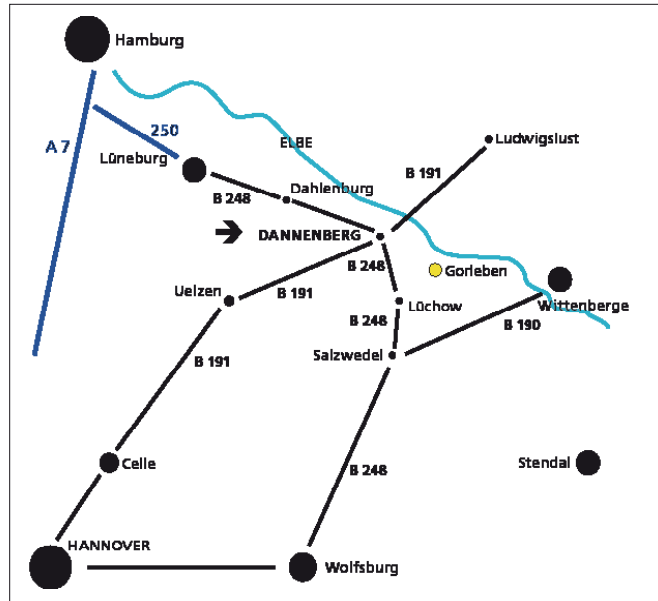 Hamburg
250
A 7
ELBE
Ludwigslust
Lüneburg
B 191
Dahlenburg
B 248
DANNENBERG
B 248
Gorleben
Uelzen
B 191
Lüchow
Wittenberge
B 248
B 190
Salzwedel
B 191
Celle
Stendal
B 248
HANNOVER
Wolfsburg